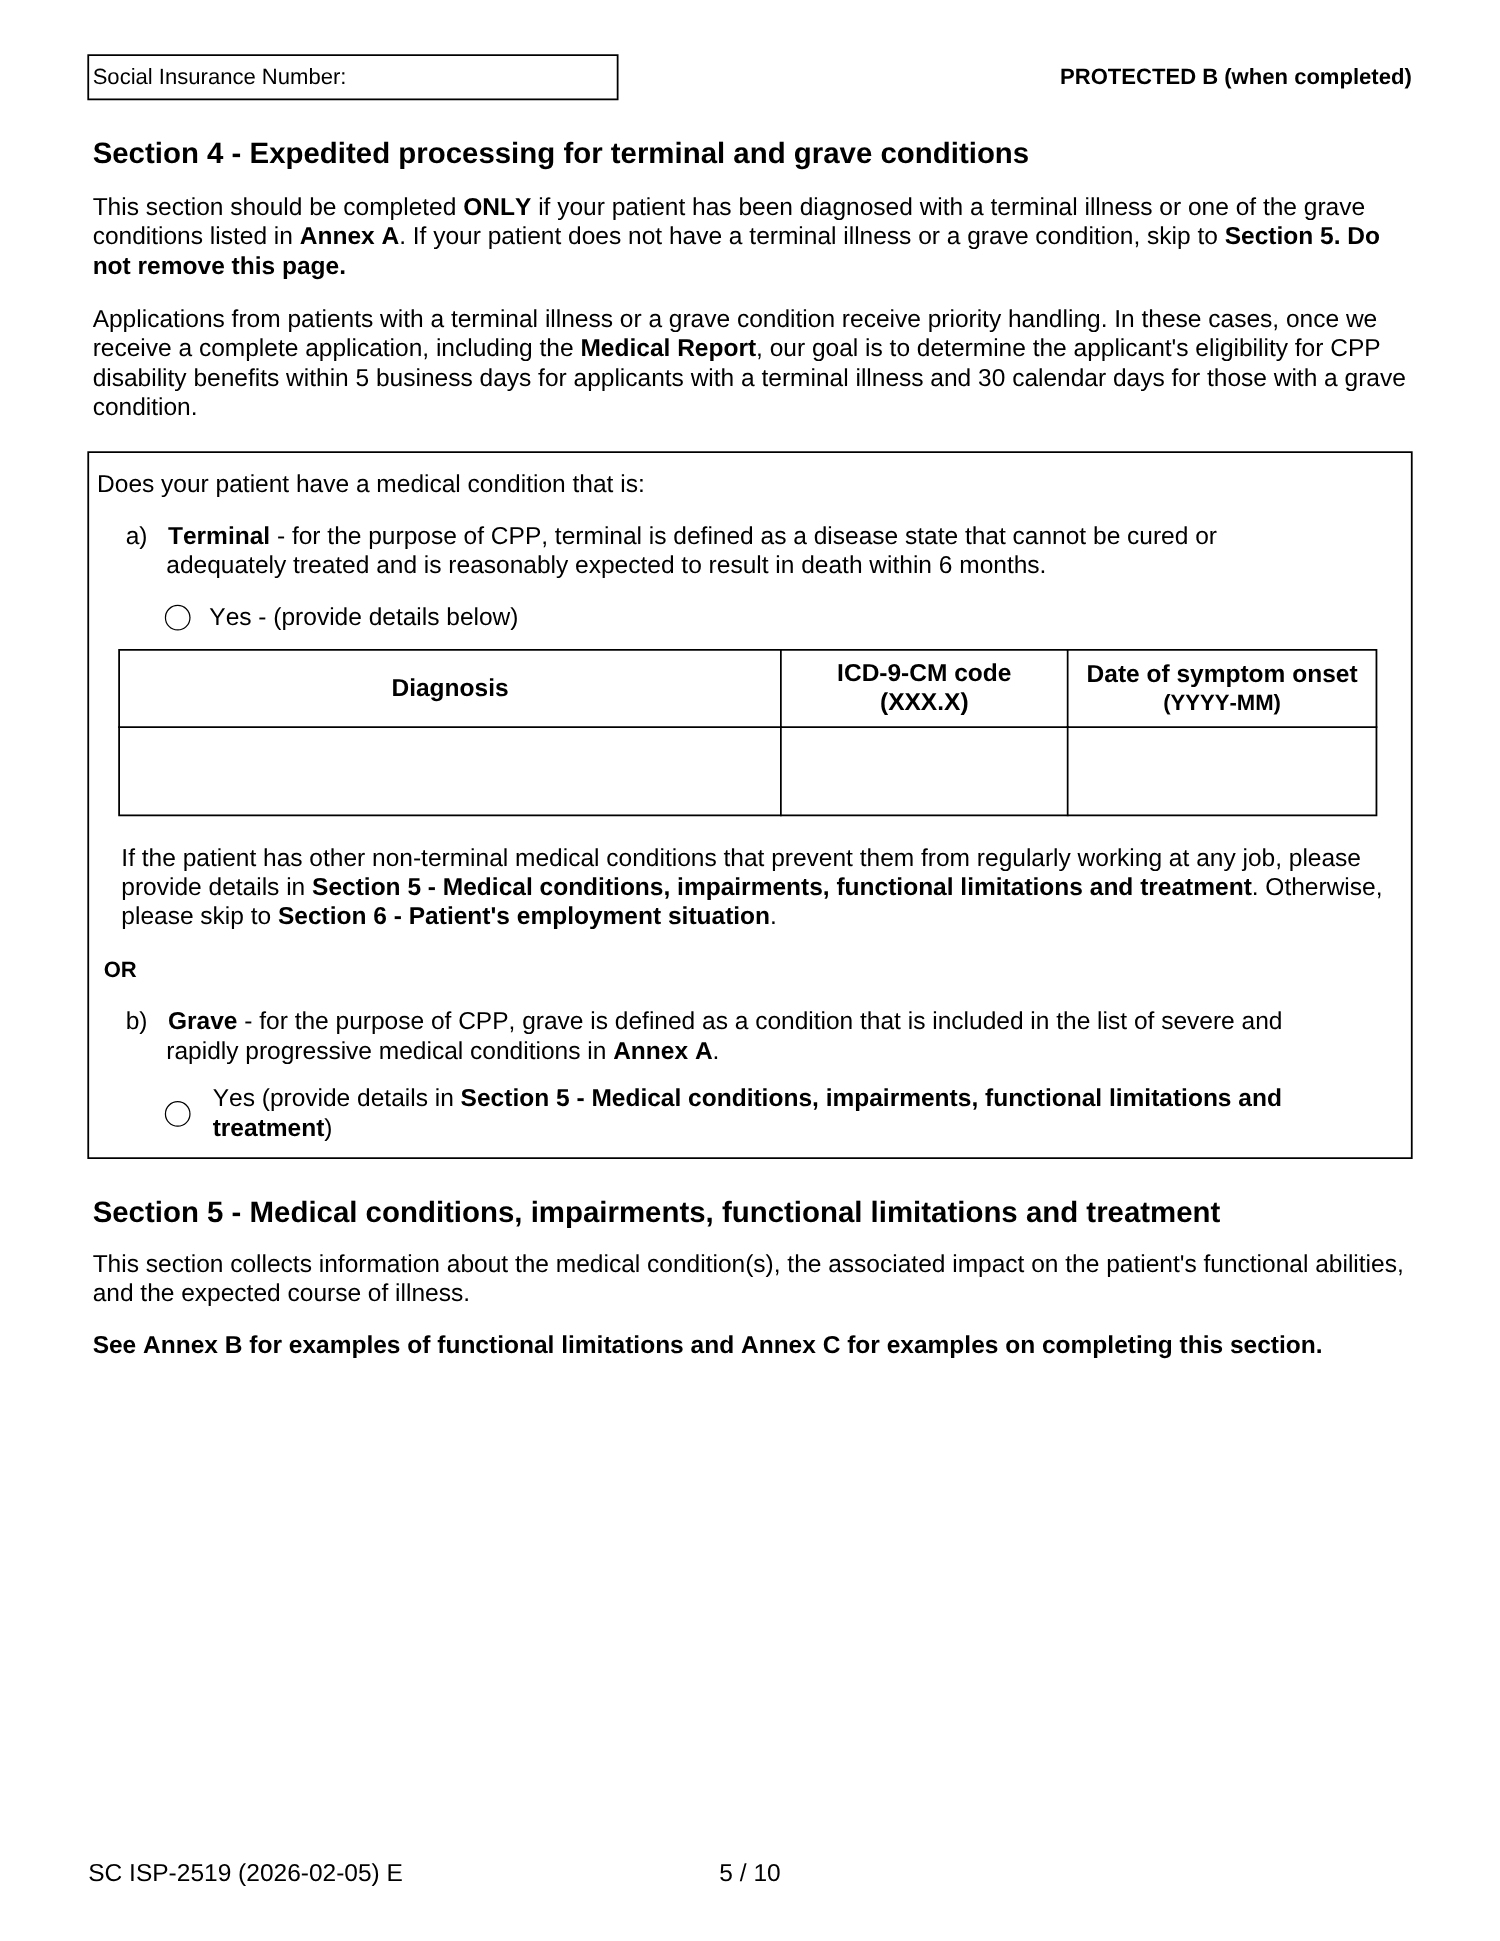 Social Insurance Number:
PROTECTED B (when completed)
Section 4 - Expedited processing for terminal and grave conditions
This section should be completed ONLY if your patient has been diagnosed with a terminal illness or one of the grave
conditions listed in Annex A. If your patient does not have a terminal illness or a grave condition, skip to Section 5. Do
not remove this page.
Applications from patients with a terminal illness or a grave condition receive priority handling. In these cases, once we
receive a complete application, including the Medical Report, our goal is to determine the applicant's eligibility for CPP
disability benefits within 5 business days for applicants with a terminal illness and 30 calendar days for those with a grave
condition.
Does your patient have a medical condition that is:
a) Terminal - for the purpose of CPP, terminal is defined as a disease state that cannot be cured or
adequately treated and is reasonably expected to result in death within 6 months.
Yes - (provide details below)
Diagnosis
ICD-9-CM code
(XXX.X)
Date of symptom onset
(YYYY-MM)
If the patient has other non-terminal medical conditions that prevent them from regularly working at any job, please
provide details in Section 5 - Medical conditions, impairments, functional limitations and treatment. Otherwise,
please skip to Section 6 - Patient's employment situation.
OR
b) Grave - for the purpose of CPP, grave is defined as a condition that is included in the list of severe and
rapidly progressive medical conditions in Annex A.
Yes (provide details in Section 5 - Medical conditions, impairments, functional limitations and
treatment)
Section 5 - Medical conditions, impairments, functional limitations and treatment
This section collects information about the medical condition(s), the associated impact on the patient's functional abilities,
and the expected course of illness.
See Annex B for examples of functional limitations and Annex C for examples on completing this section.
SC ISP-2519 (2026-02-05) E
5 / 10